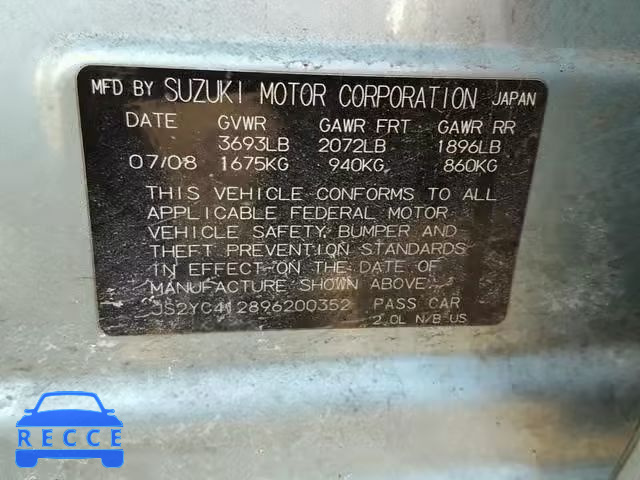 MFD BY SUZUKI MOTOR CORPORATION JAPAN
DATE GVWR GAWR FRT GAWR RR
3693LB 2072LB 1896LB
07/08 1675KG 940KG 860KG
THIS VEHICLE CONFORMS TO ALL
APPLICABLE FEDERAL MOTOR
VEHICLE SAFETY, BUMPER AND
THEFT PREVENTION STANDARDS
IN EFFECT ON THE DATE OF
MANUFACTURE SHOWN ABOVE.
JS2YC412896200352 PASS CAR
2.0L N/B US
RECCE